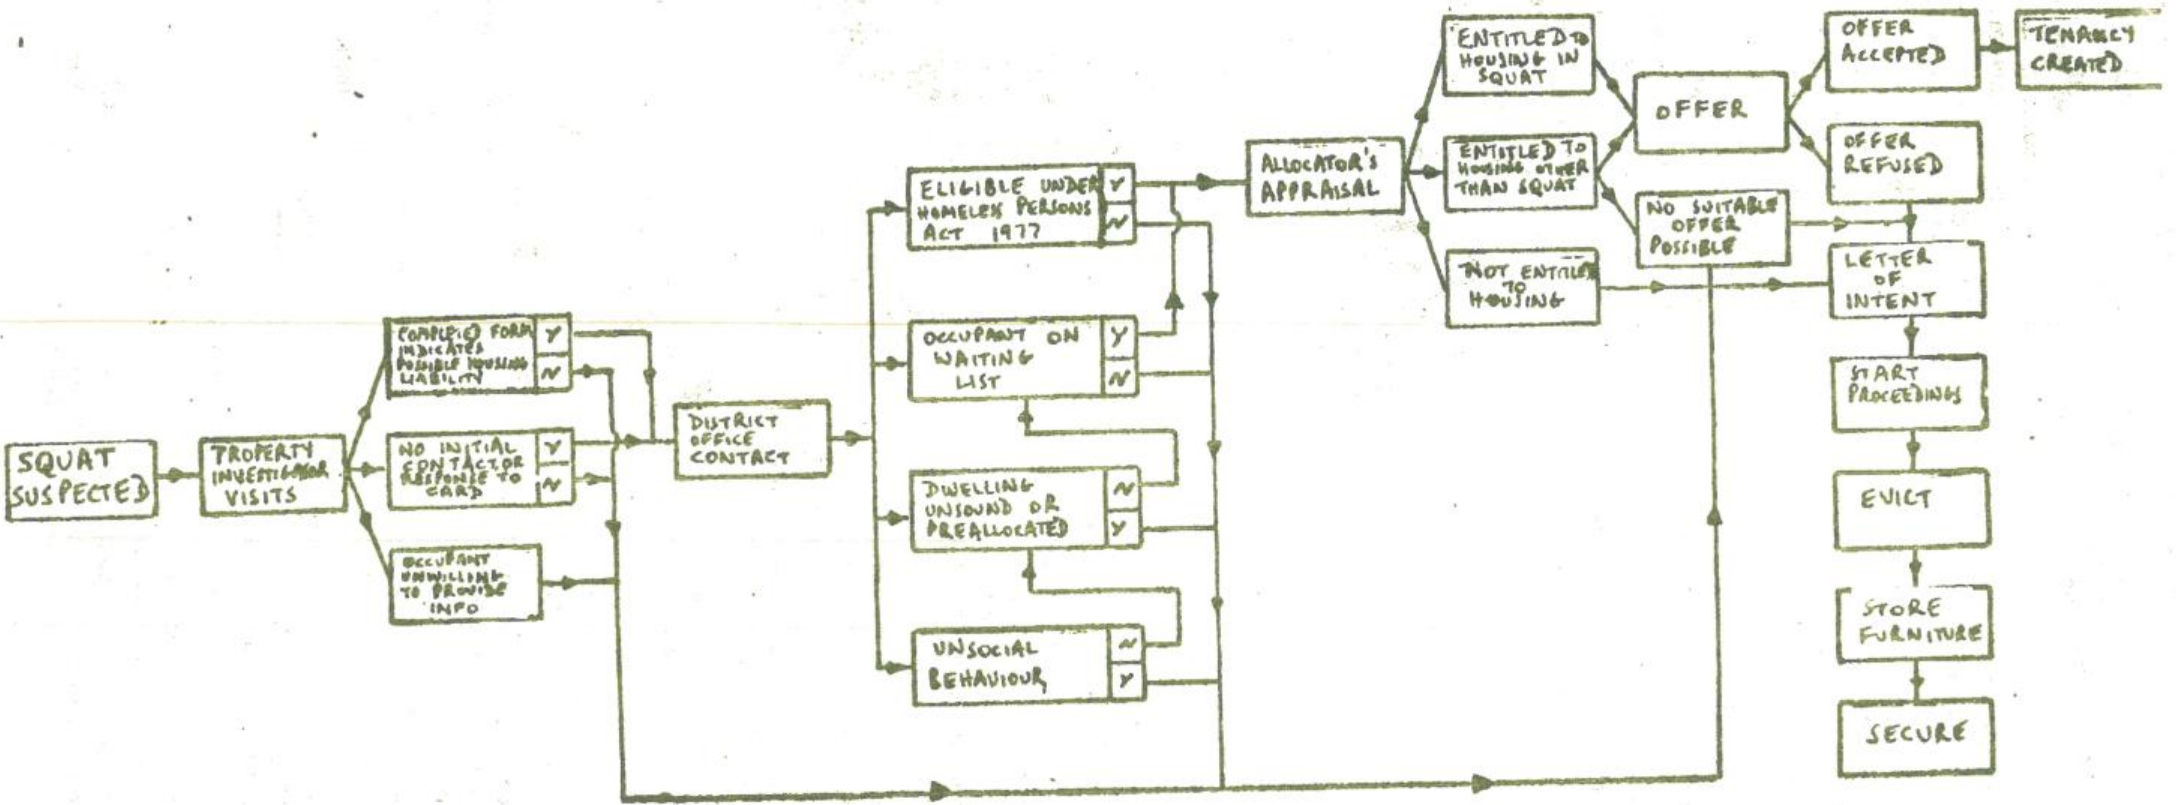 SQUAT
SUSPECTED
PROPERTY
INVESTIGATOR
VISITS
COMPLETED FORM
INDICATES
POSSIBLE HOUSING
LIABILITY
Y
N
NO INITIAL
CONTACT OR
RESPONSE TO
CARD
Y
N
OCCUPANT
UNWILLING
TO PROVIDE
INFO
DISTRICT
OFFICE
CONTACT
ELIGIBLE UNDER
HOMELESS PERSONS
ACT 1977
Y
N
OCCUPANT ON
WAITING
LIST
Y
N
DWELLING
UNSOUND OR
PREALLOCATED
N
Y
UNSOCIAL
BEHAVIOUR
N
Y
ALLOCATOR'S
APPRAISAL
ENTITLED TO
HOUSING IN
SQUAT
ENTITLED TO
HOUSING OTHER
THAN SQUAT
NOT ENTITLED
TO
HOUSING
OFFER
NO SUITABLE
OFFER
POSSIBLE
OFFER
ACCEPTED
TENANCY
CREATED
OFFER
REFUSED
LETTER
OF
INTENT
START
PROCEEDINGS
EVICT
STORE
FURNITURE
SECURE